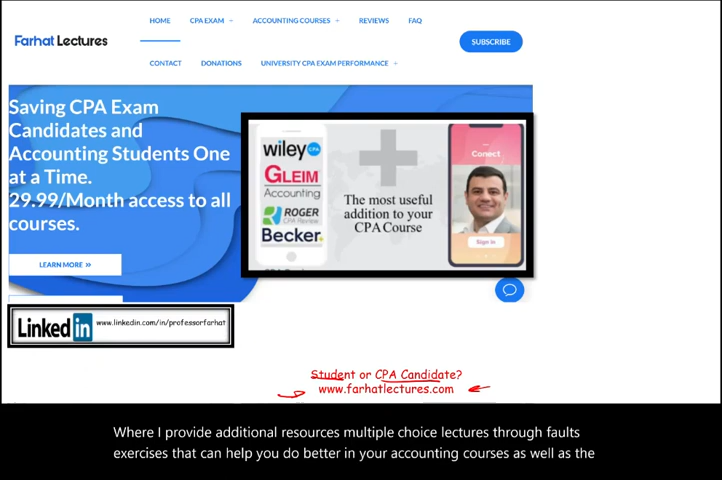 HOME CPA EXAM ACCOUNTING COURSES REVIEWS FAQ
Farhat Lectures
SUBSCRIBE
CONTACT DONATIONS UNIVERSITY CPA EXAM PERFORMANCE
Saving CPA Exam
Candidates and
Accounting Students One
at a Time.
29.99/Month access to all
courses.
LEARN MORE »
wiley CPA
GLEIM
Accounting
ROGER
CPA Review
Becker.
The most useful
addition to your
CPA Course
Conect
Sign in
Linked in
www.linkedin.com/in/professorfarhat
Student or CPA Candidate?
www.farhatlectures.com
Where I provide additional resources multiple choice lectures through faults
exercises that can help you do better in your accounting courses as well as the